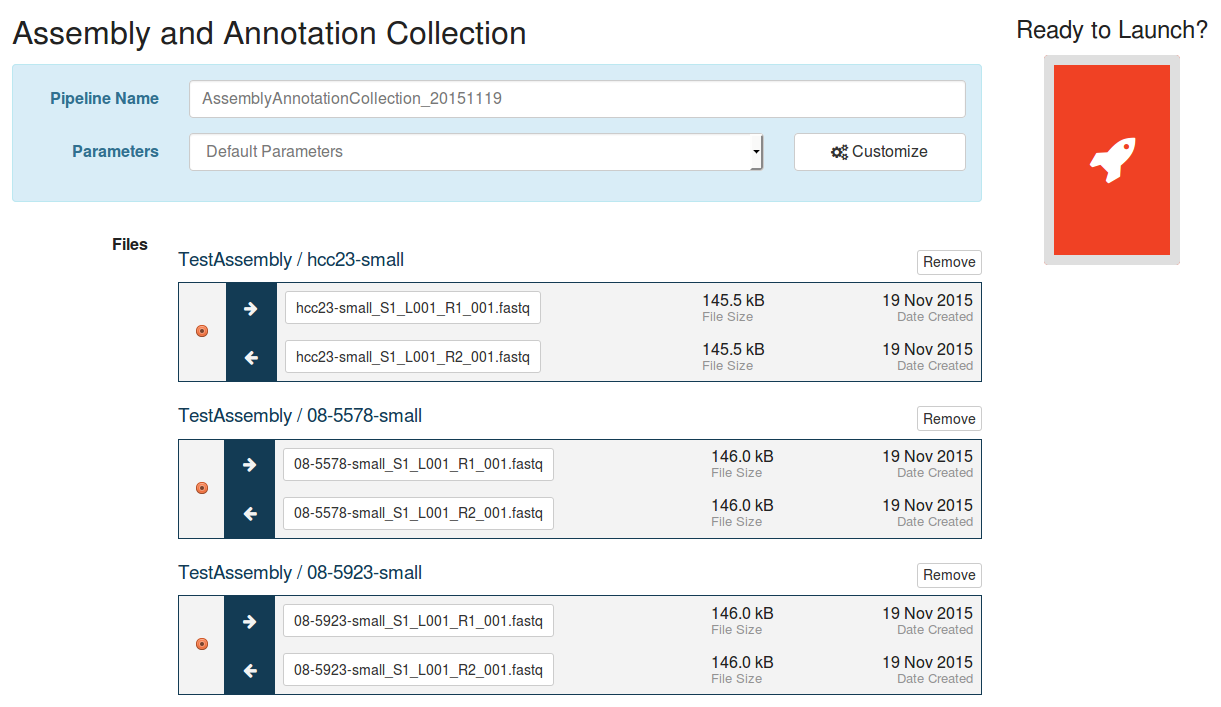 Assembly and Annotation Collection
Ready to Launch?
Pipeline Name
AssemblyAnnotationCollection_20151119
Parameters
Default Parameters
Customize
Files
TestAssembly / hcc23-small
Remove
hcc23-small_S1_L001_R1_001.fastq
145.5 kB
File Size
19 Nov 2015
Date Created
hcc23-small_S1_L001_R2_001.fastq
145.5 kB
File Size
19 Nov 2015
Date Created
TestAssembly / 08-5578-small
Remove
08-5578-small_S1_L001_R1_001.fastq
146.0 kB
File Size
19 Nov 2015
Date Created
08-5578-small_S1_L001_R2_001.fastq
146.0 kB
File Size
19 Nov 2015
Date Created
TestAssembly / 08-5923-small
Remove
08-5923-small_S1_L001_R1_001.fastq
146.0 kB
File Size
19 Nov 2015
Date Created
08-5923-small_S1_L001_R2_001.fastq
146.0 kB
File Size
19 Nov 2015
Date Created